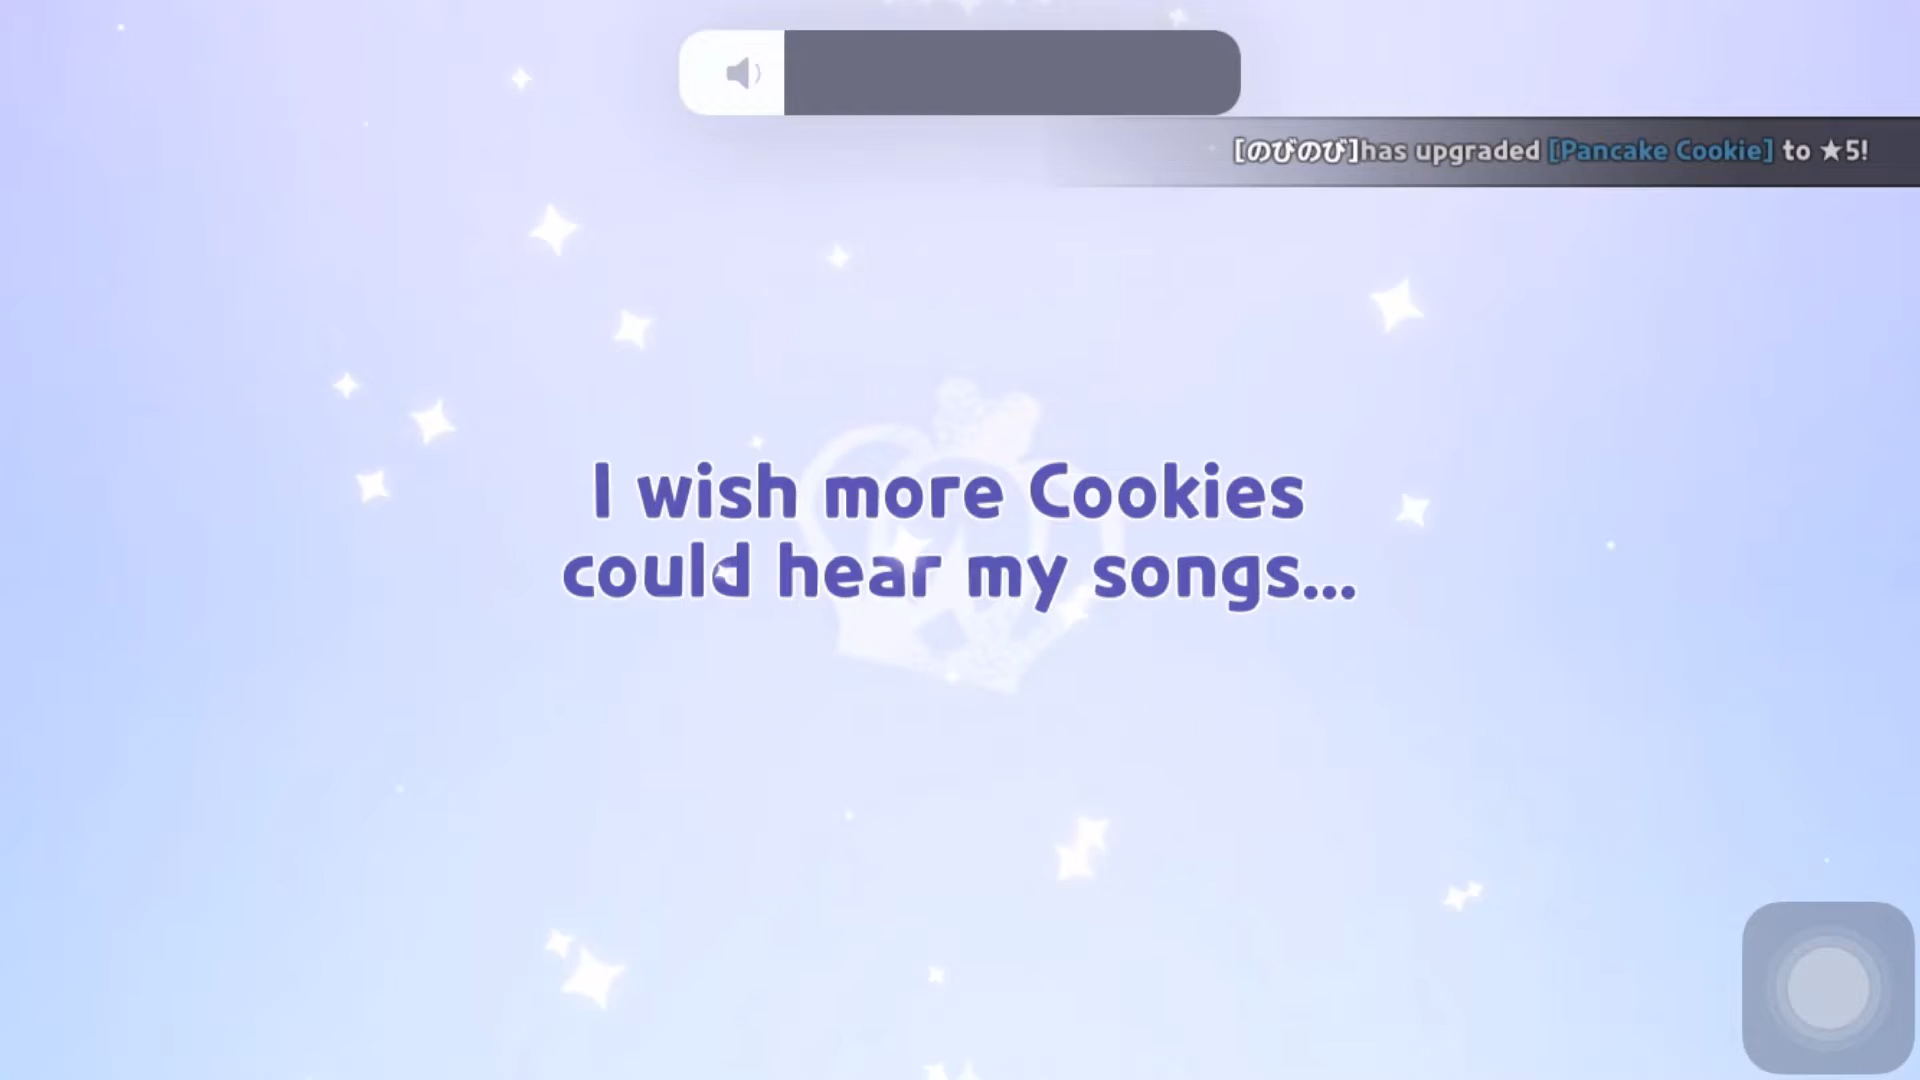 [のびのび]has upgraded [Pancake Cookie] to ★5!
I wish more Cookies
could hear my songs...